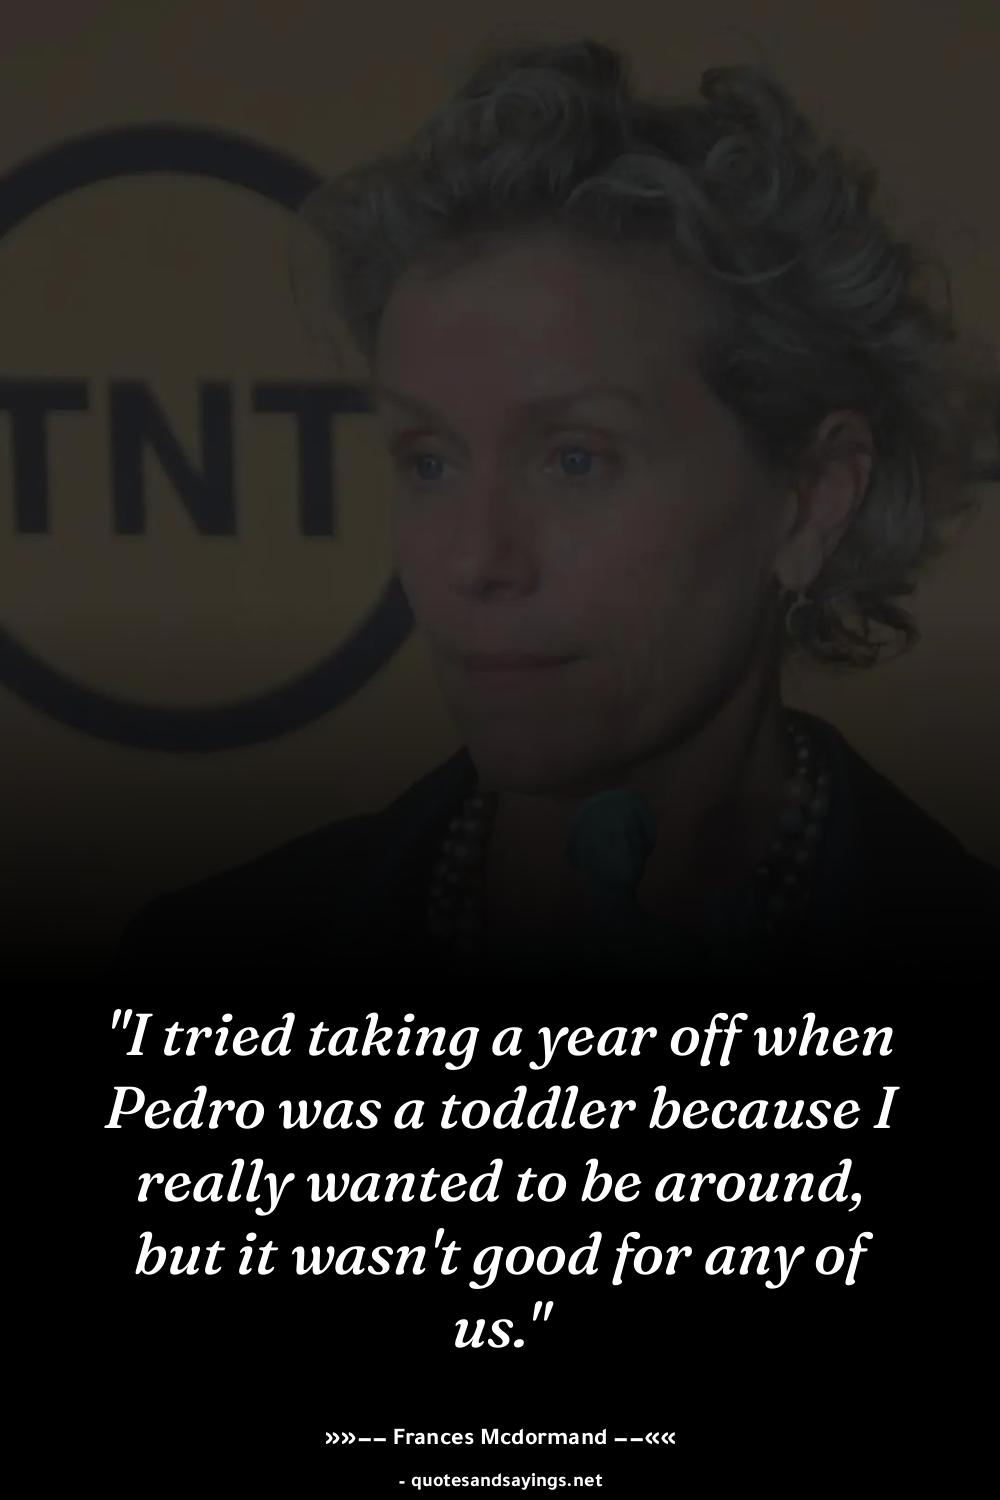 TNT
"I tried taking a year off when
Pedro was a toddler because I
really wanted to be around,
but it wasn't good for any of
us."
»»–– Frances Mcdormand ––««
- quotesandsayings.net